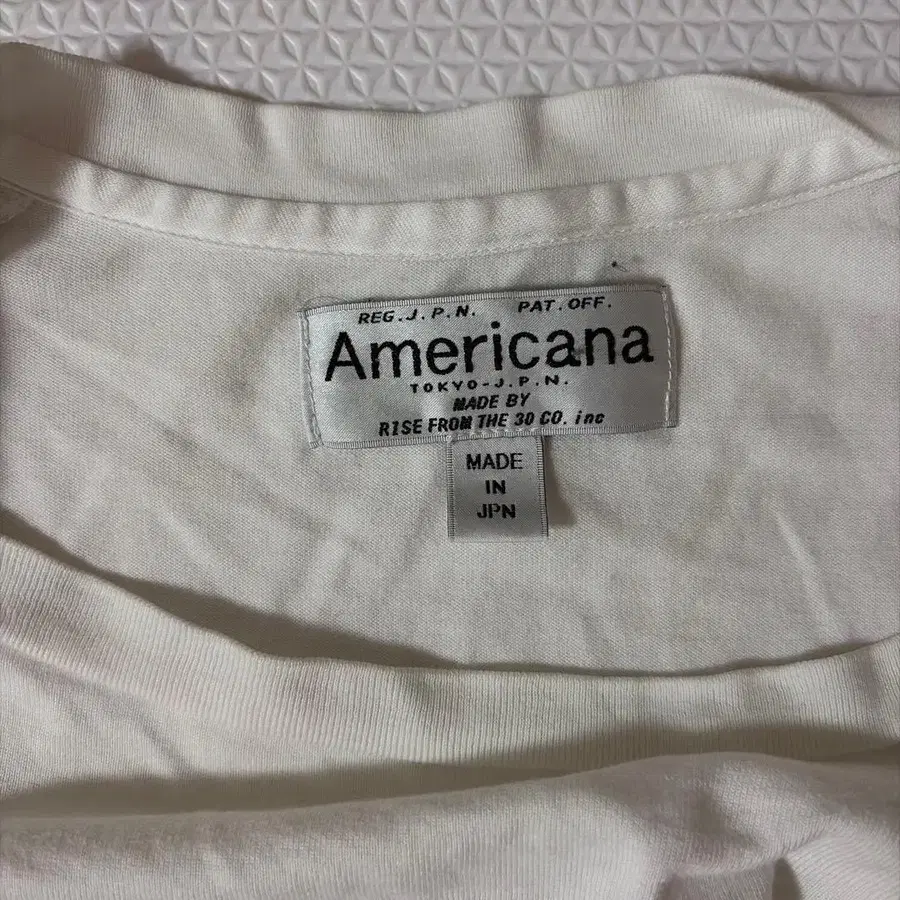 REG.J.P.N. PAT.OFF.
Americana
TOKYO-J.P.N.
MADE BY
RISE FROM THE 30 CO. inc
MADE
IN
JPN